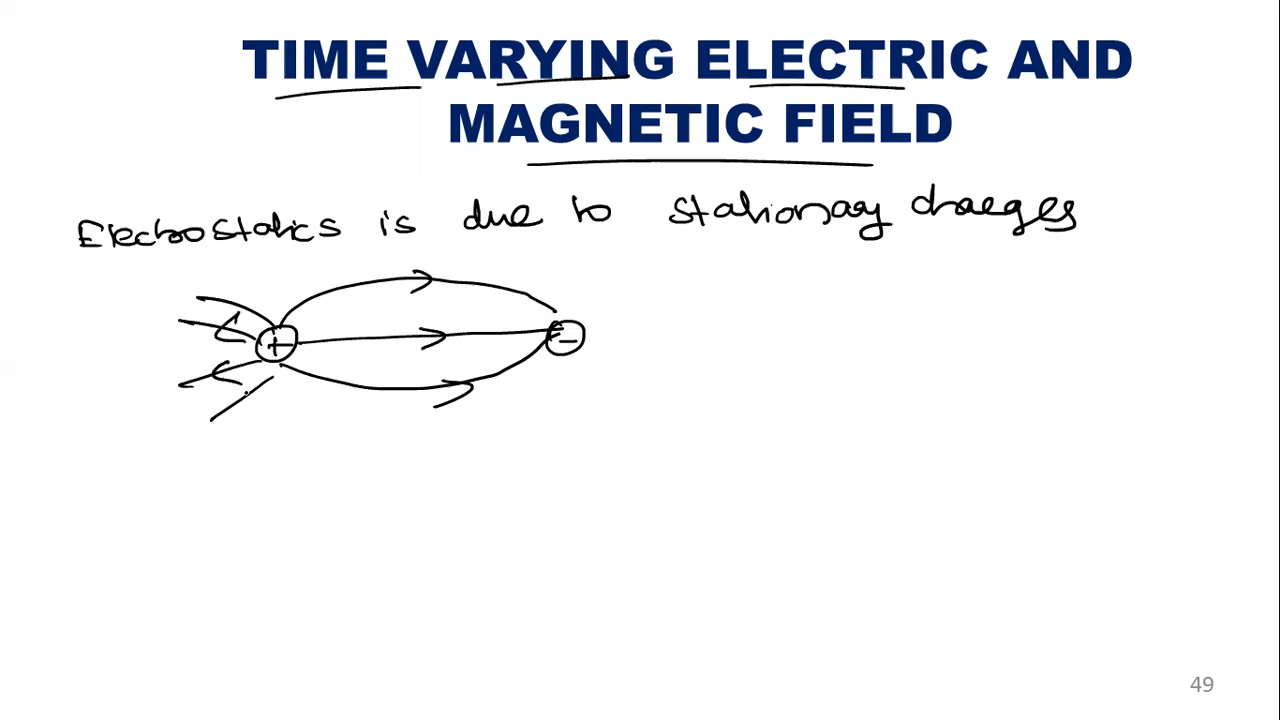 TIME VARYING ELECTRIC AND
MAGNETIC FIELD
Electrostatics is due to stationary charges
+
-
49